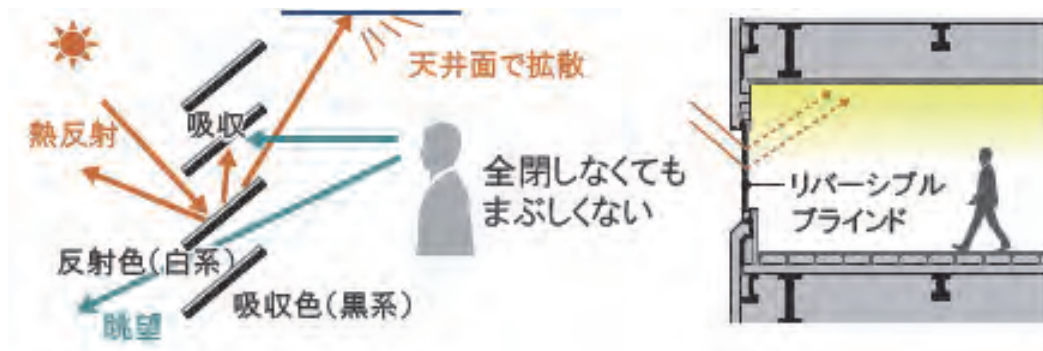 天井面で拡散
熱反射
吸収
全閉しなくても
まぶしくない
反射色(白系)
吸収色(黒系)
眺望
リバーシブル
ブラインド